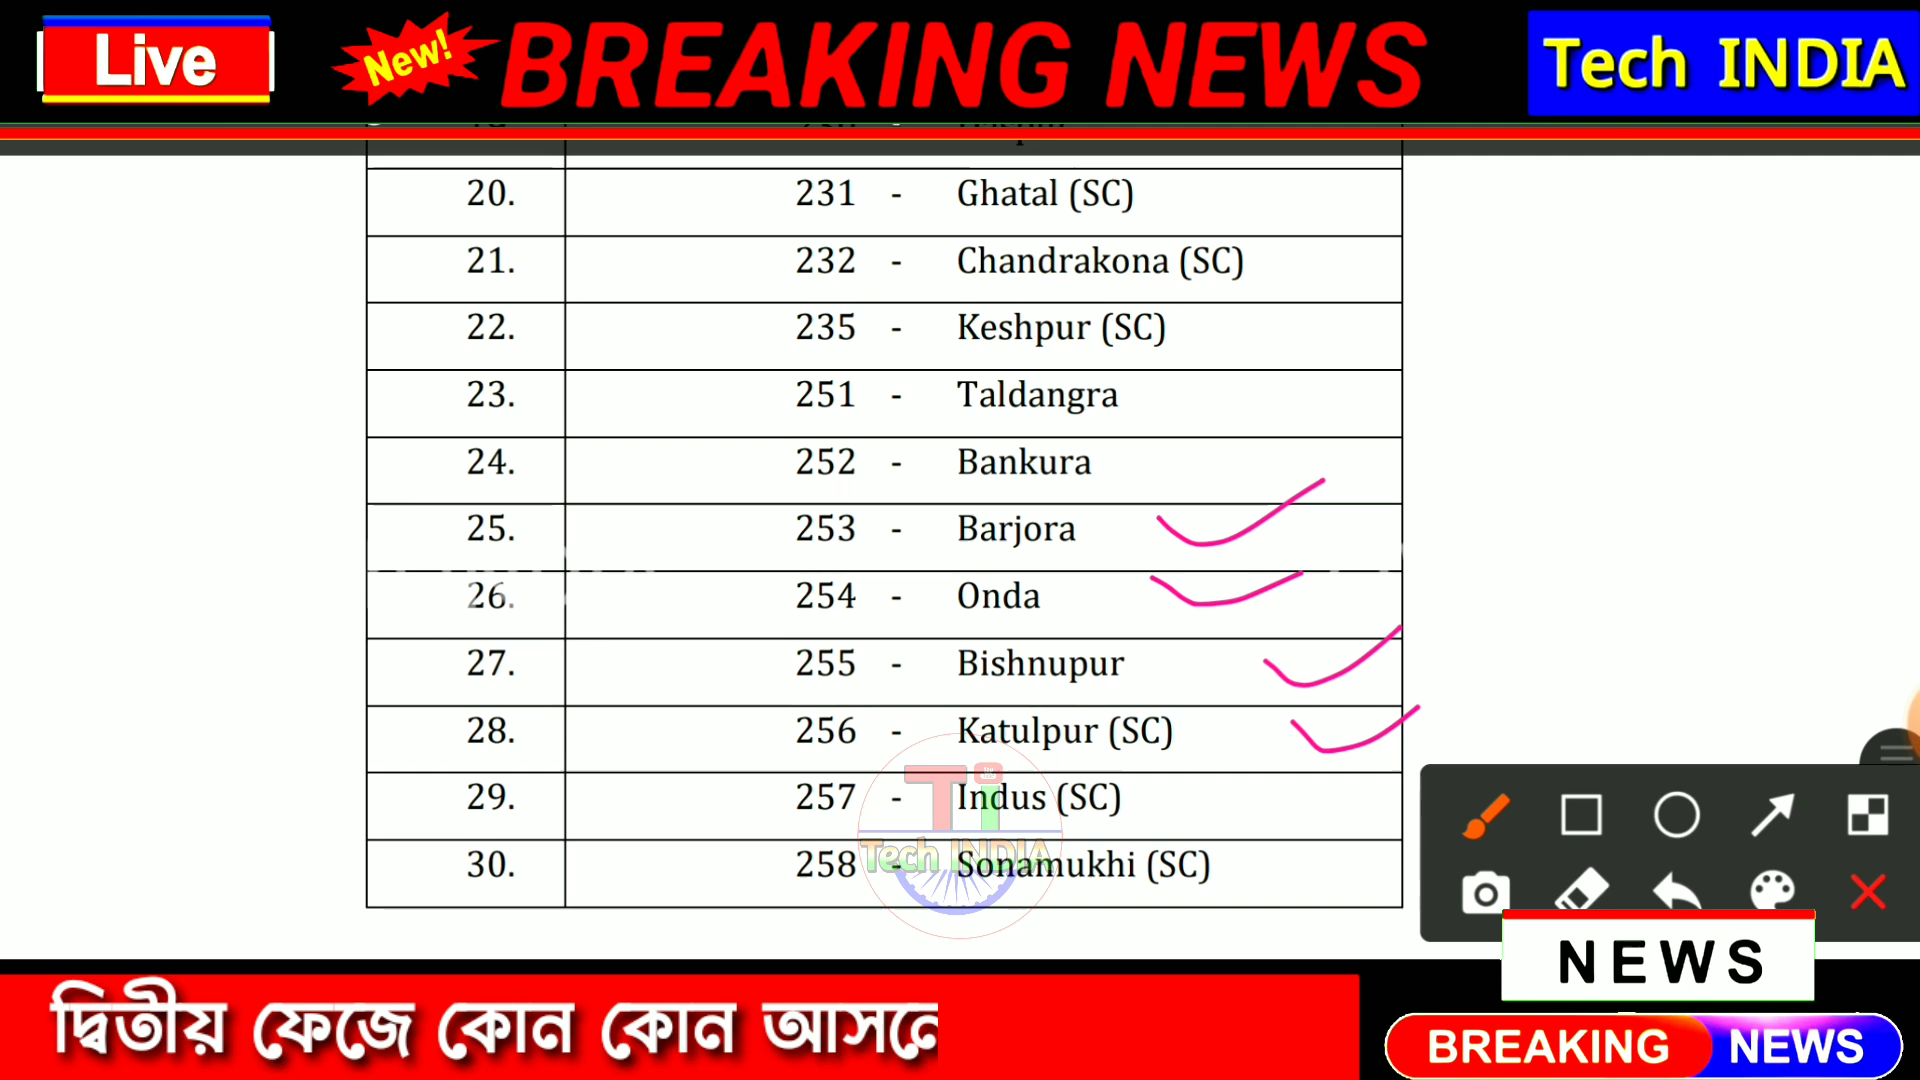 Live
New!
BREAKING NEWS
Tech INDIA
20. 231 - Ghatal (SC)
21. 232 - Chandrakona (SC)
22. 235 - Keshpur (SC)
23. 251 - Taldangra
24. 252 - Bankura
25. 253 - Barjora
26. 254 - Onda
27. 255 - Bishnupur
28. 256 - Katulpur (SC)
29. 257 - Indus (SC)
30. 258 - Sonamukhi (SC)
Ti
Tech INDIA
NEWS
দ্বিতীয় ফেজে কোন কোন আসনে
BREAKING NEWS